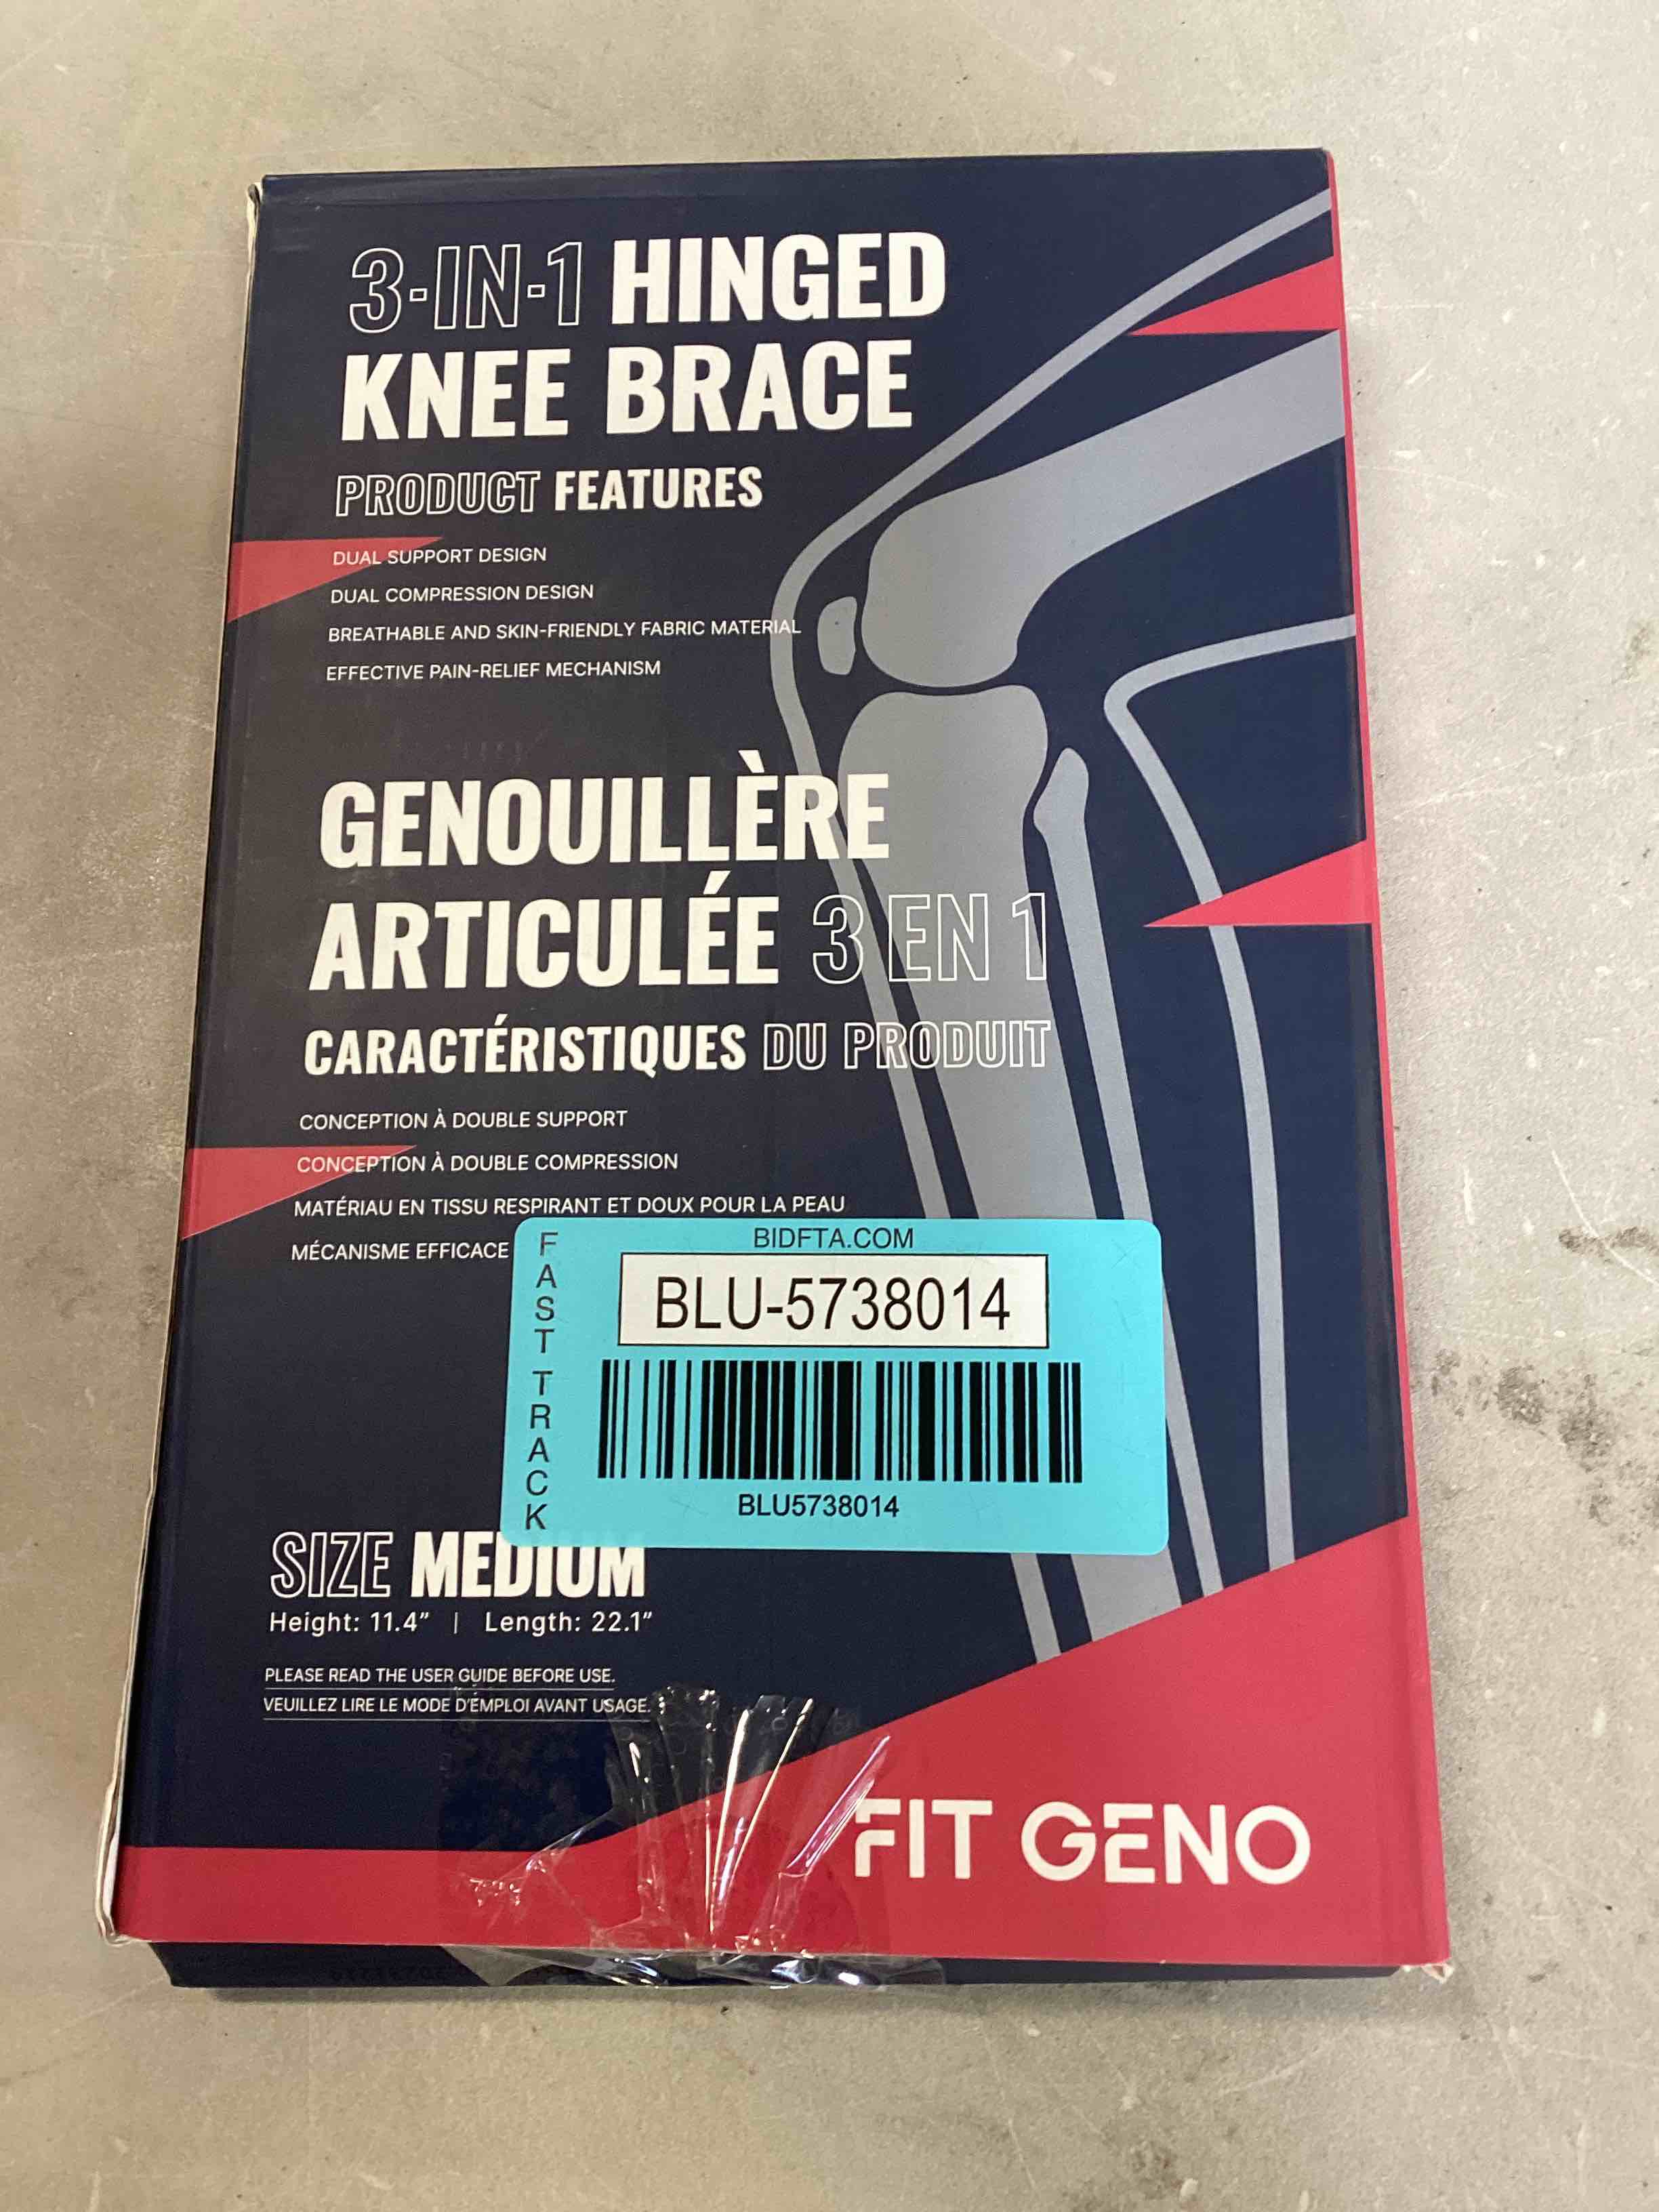 3-IN-1 HINGED
KNEE BRACE
PRODUCT FEATURES
DUAL SUPPORT DESIGN
DUAL COMPRESSION DESIGN
BREATHABLE AND SKIN-FRIENDLY FABRIC MATERIAL
EFFECTIVE PAIN-RELIEF MECHANISM
GENOUILLÈRE
ARTICULÉE 3 EN 1
CARACTÉRISTIQUES DU PRODUIT
CONCEPTION À DOUBLE SUPPORT
CONCEPTION À DOUBLE COMPRESSION
MATÉRIAU EN TISSU RESPIRANT ET DOUX POUR LA PEAU
MÉCANISME EFFICACE
FAST TRACK
BIDFTA.COM
BLU-5738014
BLU5738014
SIZE MEDIUM
Height: 11.4" | Length: 22.1"
PLEASE READ THE USER GUIDE BEFORE USE.
VEUILLEZ LIRE LE MODE D'EMPLOI AVANT USAGE.
FIT GENO